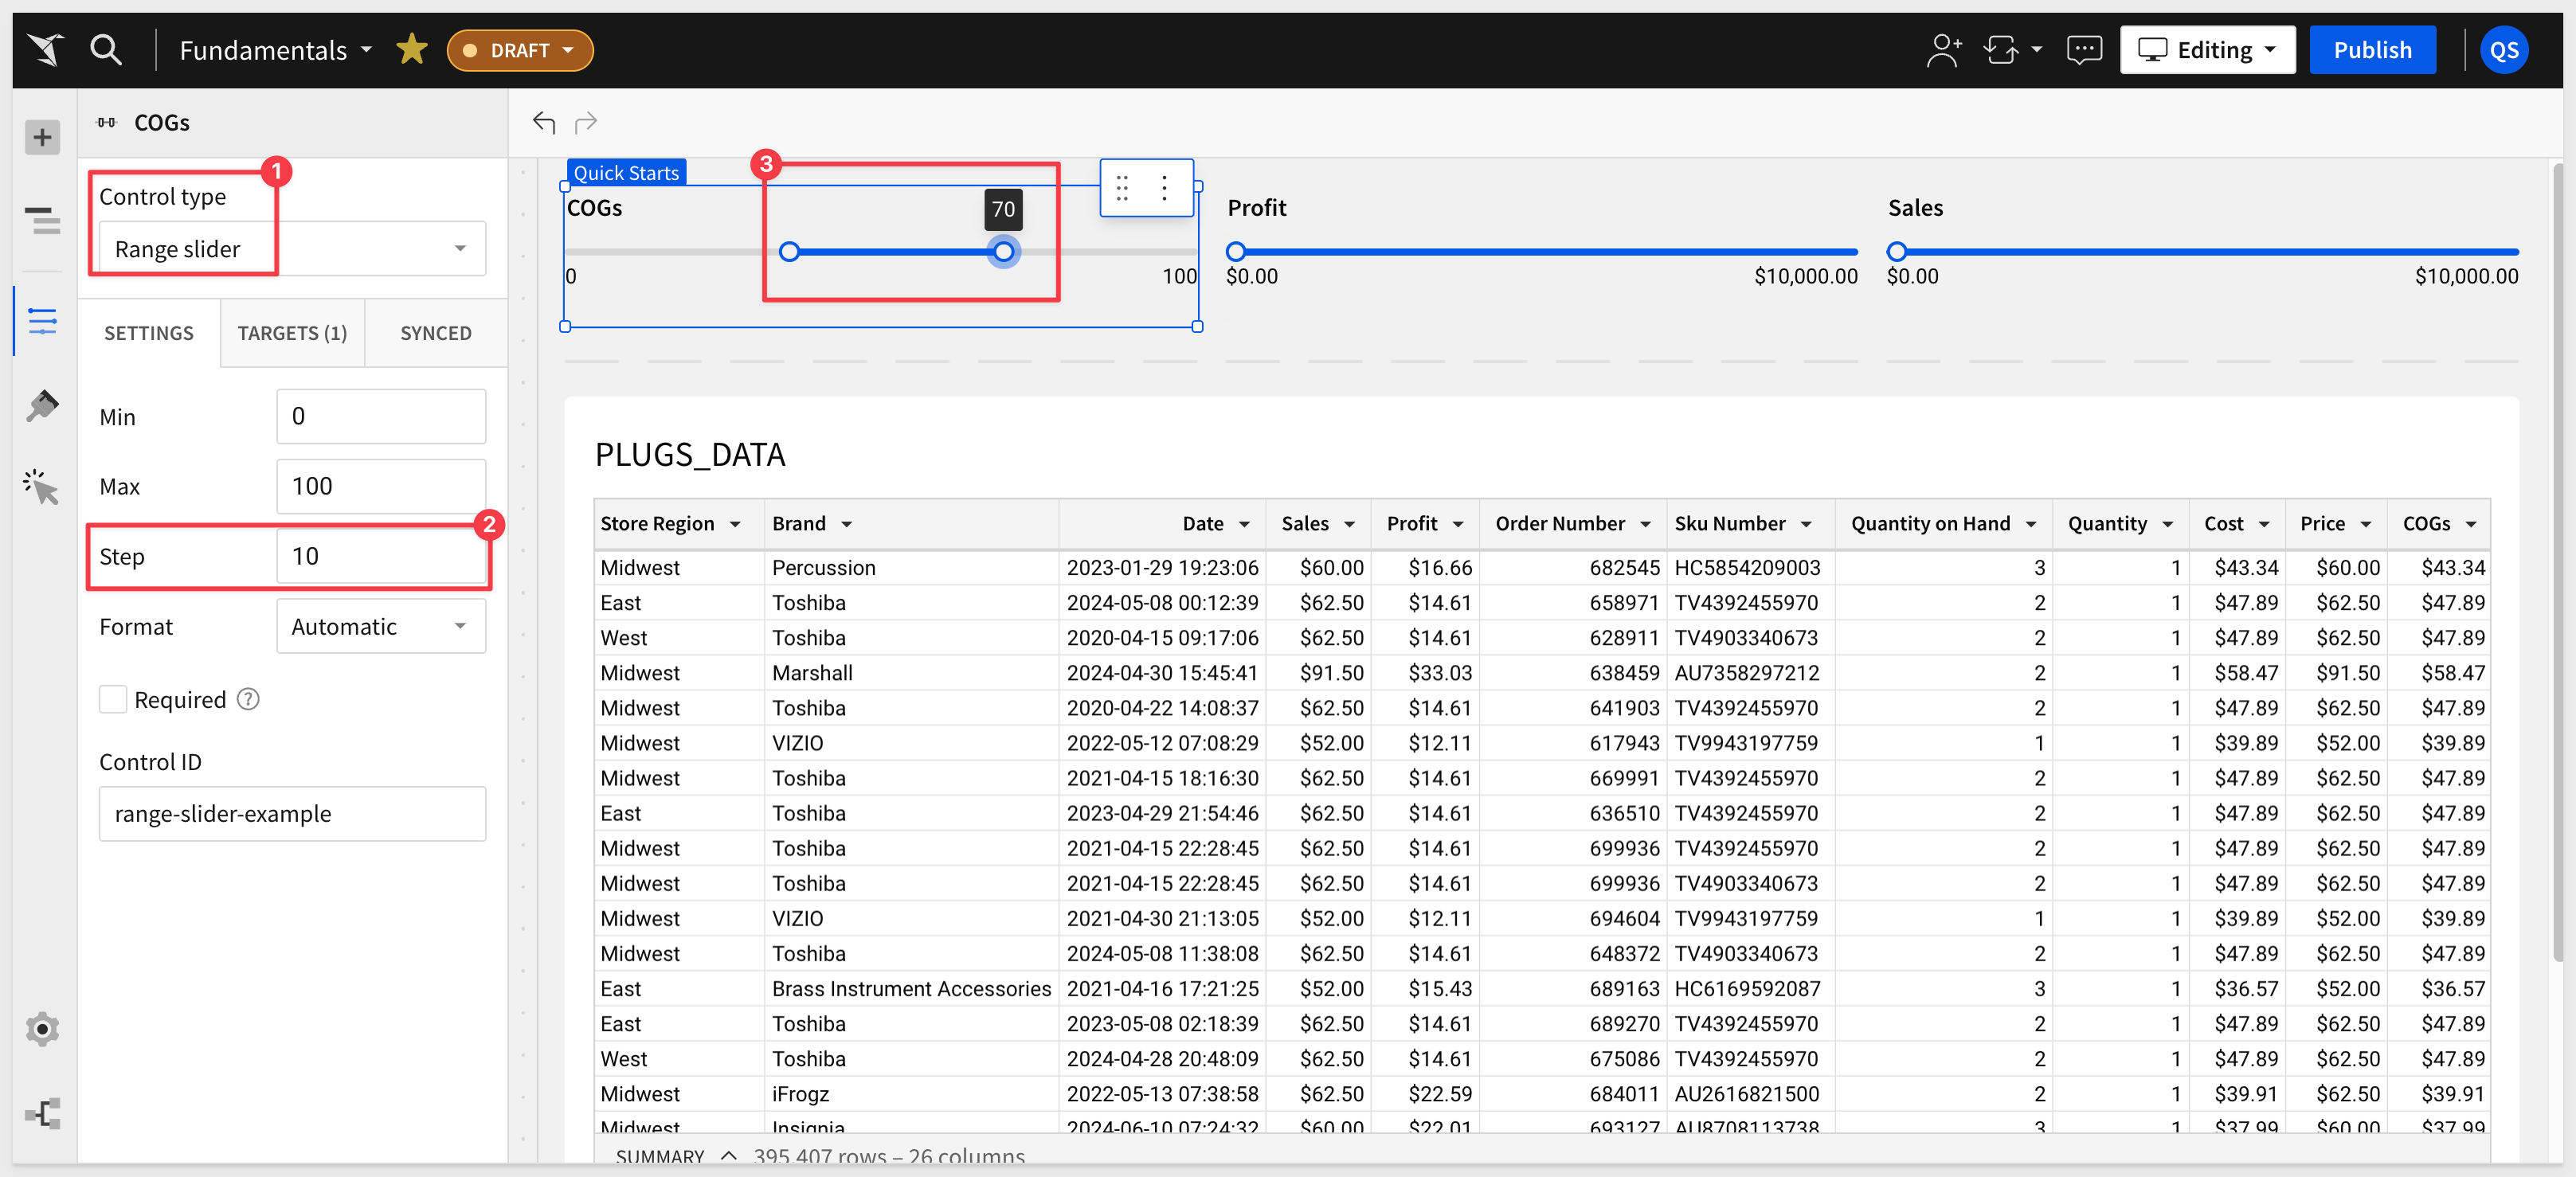 Fundamentals DRAFT Editing Publish QS
COGs
1
Control type
Range slider
SETTINGS TARGETS (1) SYNCED
Min 0
Max 100
2
Step 10
Format Automatic
Required ?
Control ID
range-slider-example
Quick Starts 3
COGs 70 Profit Sales
0 100 $0.00 $10,000.00 $0.00 $10,000.00
PLUGS_DATA
Store Region Brand Date Sales Profit Order Number Sku Number Quantity on Hand Quantity Cost Price COGs
Midwest Percussion 2023-01-29 19:23:06 $60.00 $16.66 682545 HC5854209003 3 1 $43.34 $60.00 $43.34
East Toshiba 2024-05-08 00:12:39 $62.50 $14.61 658971 TV4392455970 2 1 $47.89 $62.50 $47.89
West Toshiba 2020-04-15 09:17:06 $62.50 $14.61 628911 TV4903340673 2 1 $47.89 $62.50 $47.89
Midwest Marshall 2024-04-30 15:45:41 $91.50 $33.03 638459 AU7358297212 2 1 $58.47 $91.50 $58.47
Midwest Toshiba 2020-04-22 14:08:37 $62.50 $14.61 641903 TV4392455970 2 1 $47.89 $62.50 $47.89
Midwest VIZIO 2022-05-12 07:08:29 $52.00 $12.11 617943 TV9943197759 1 1 $39.89 $52.00 $39.89
Midwest Toshiba 2021-04-15 18:16:30 $62.50 $14.61 669991 TV4392455970 2 1 $47.89 $62.50 $47.89
East Toshiba 2023-04-29 21:54:46 $62.50 $14.61 636510 TV4392455970 2 1 $47.89 $62.50 $47.89
Midwest Toshiba 2021-04-15 22:28:45 $62.50 $14.61 699936 TV4392455970 2 1 $47.89 $62.50 $47.89
Midwest Toshiba 2021-04-15 22:28:45 $62.50 $14.61 699936 TV4903340673 2 1 $47.89 $62.50 $47.89
Midwest VIZIO 2021-04-30 21:13:05 $52.00 $12.11 694604 TV9943197759 1 1 $39.89 $52.00 $39.89
Midwest Toshiba 2024-05-08 11:38:08 $62.50 $14.61 648372 TV4903340673 2 1 $47.89 $62.50 $47.89
East Brass Instrument Accessories 2021-04-16 17:21:25 $52.00 $15.43 689163 HC6169592087 3 1 $36.57 $52.00 $36.57
East Toshiba 2023-05-08 02:18:39 $62.50 $14.61 689270 TV4392455970 2 1 $47.89 $62.50 $47.89
West Toshiba 2024-04-28 20:48:09 $62.50 $14.61 675086 TV4392455970 2 1 $47.89 $62.50 $47.89
Midwest iFrogz 2022-05-13 07:38:58 $62.50 $22.59 684011 AU2616821500 2 1 $39.91 $62.50 $39.91
Midwest Insignia 2024-06-10 07:24:32 $60.00 $22.01 693127 AU8708113738 3 1 $37.99 $60.00 $37.99
SUMMARY 395,407 rows – 26 columns